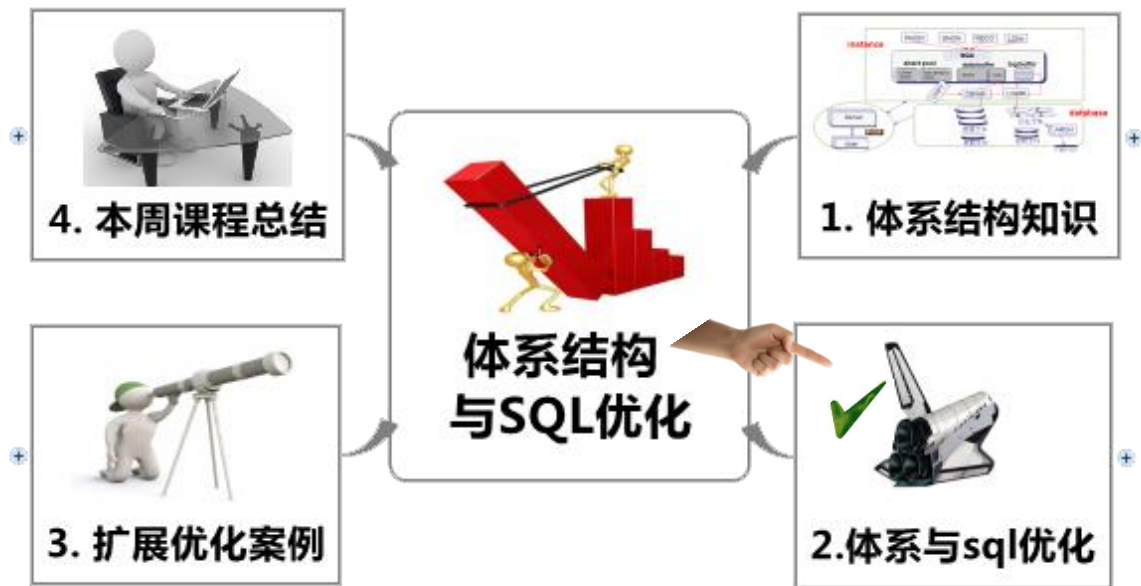 4. 本周课程总结
instance
database
1. 体系结构知识
体系结构
与SQL优化
3. 扩展优化案例
2.体系与sql优化